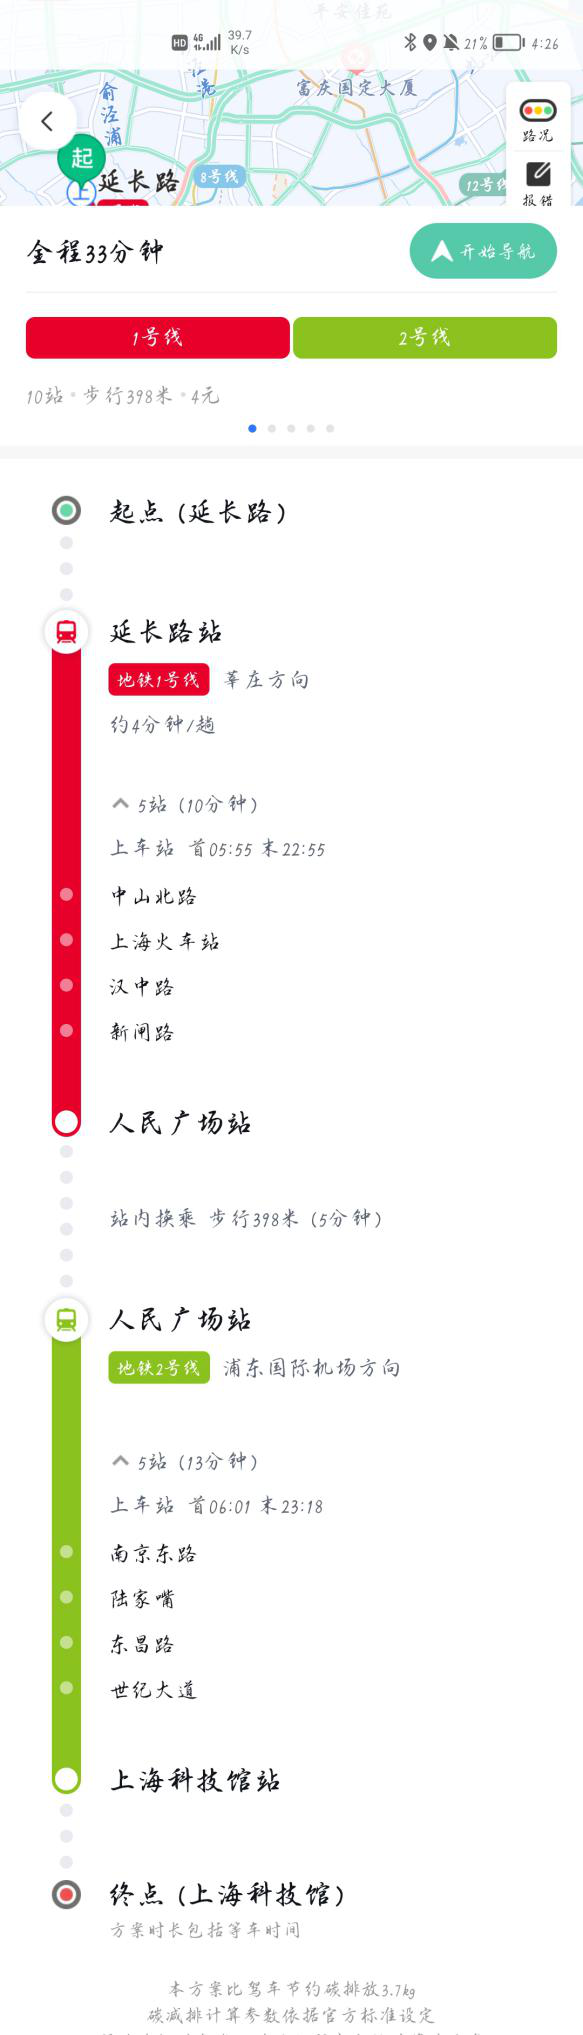 平安佳苑
HD 4G 39.7 K/s 21% 4:26
俞泾浦
富庆国定大厦
路况
起
延长路
8号线
12号线
报错
全程33分钟
开始导航
1号线
2号线
10站·步行398米·4元
起点 (延长路)
延长路站
地铁1号线 莘庄方向
约4分钟/趟
5站 (10分钟)
上车站 首05:55 末22:55
中山北路
上海火车站
汉中路
新闸路
人民广场站
站内换乘 步行398米 (5分钟)
人民广场站
地铁2号线 浦东国际机场方向
5站 (13分钟)
上车站 首06:01 末23:18
南京东路
陆家嘴
东昌路
世纪大道
上海科技馆站
终点 (上海科技馆)
方案时长包括等车时间
本方案比驾车节约碳排放3.7kg
碳减排计算参数依据官方标准设定